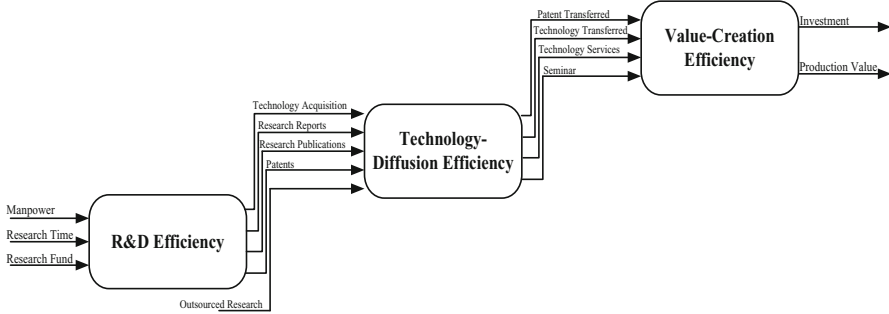 Patent Transferred
Technology Transferred
Technology Services
Seminar
Value-Creation
Efficiency
Investment
Production Value
Technology Acquisition
Research Reports
Research Publications
Patents
Technology-
Diffusion Efficiency
Manpower
Research Time
Research Fund
R&D Efficiency
Outsourced Research